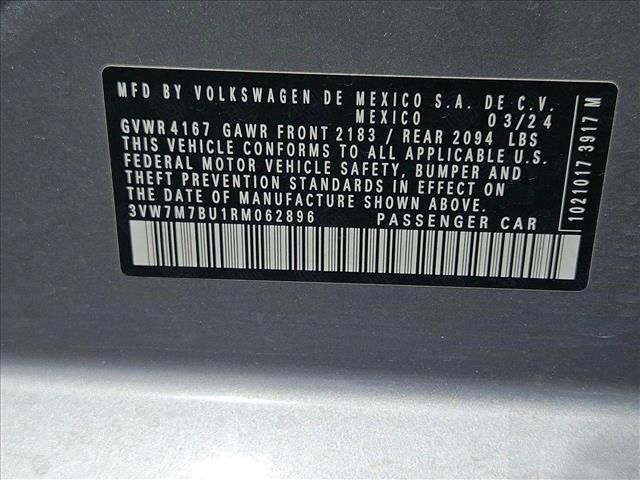 MFD BY VOLKSWAGEN DE MEXICO S.A. DE C.V.
MEXICO 03/24
GVWR 4167 GAWR FRONT 2183 / REAR 2094 LBS
THIS VEHICLE CONFORMS TO ALL APPLICABLE U.S.
FEDERAL MOTOR VEHICLE SAFETY, BUMPER AND
THEFT PREVENTION STANDARDS IN EFFECT ON
THE DATE OF MANUFACTURE SHOWN ABOVE.
3VW7M7BU1RM062896 PASSENGER CAR
1021017 3917 M